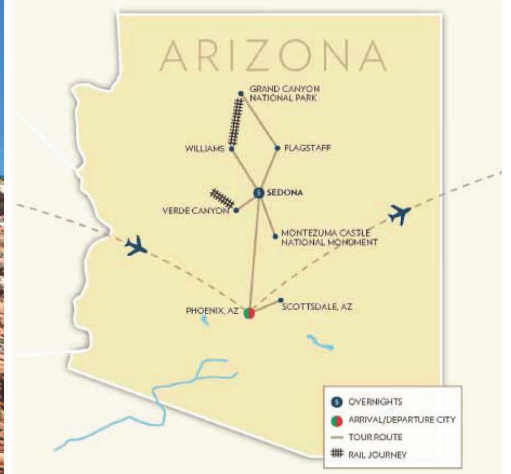 ARIZONA
GRAND CANYON
NATIONAL PARK
WILLIAMS
FLAGSTAFF
5
SEDONA
VERDE CANYON
MONTEZUMA CASTLE
NATIONAL MONUMENT
PHOENIX, AZ
SCOTTSDALE, AZ
5 OVERNIGHTS
ARRIVAL/DEPARTURE CITY
TOUR ROUTE
RAIL JOURNEY